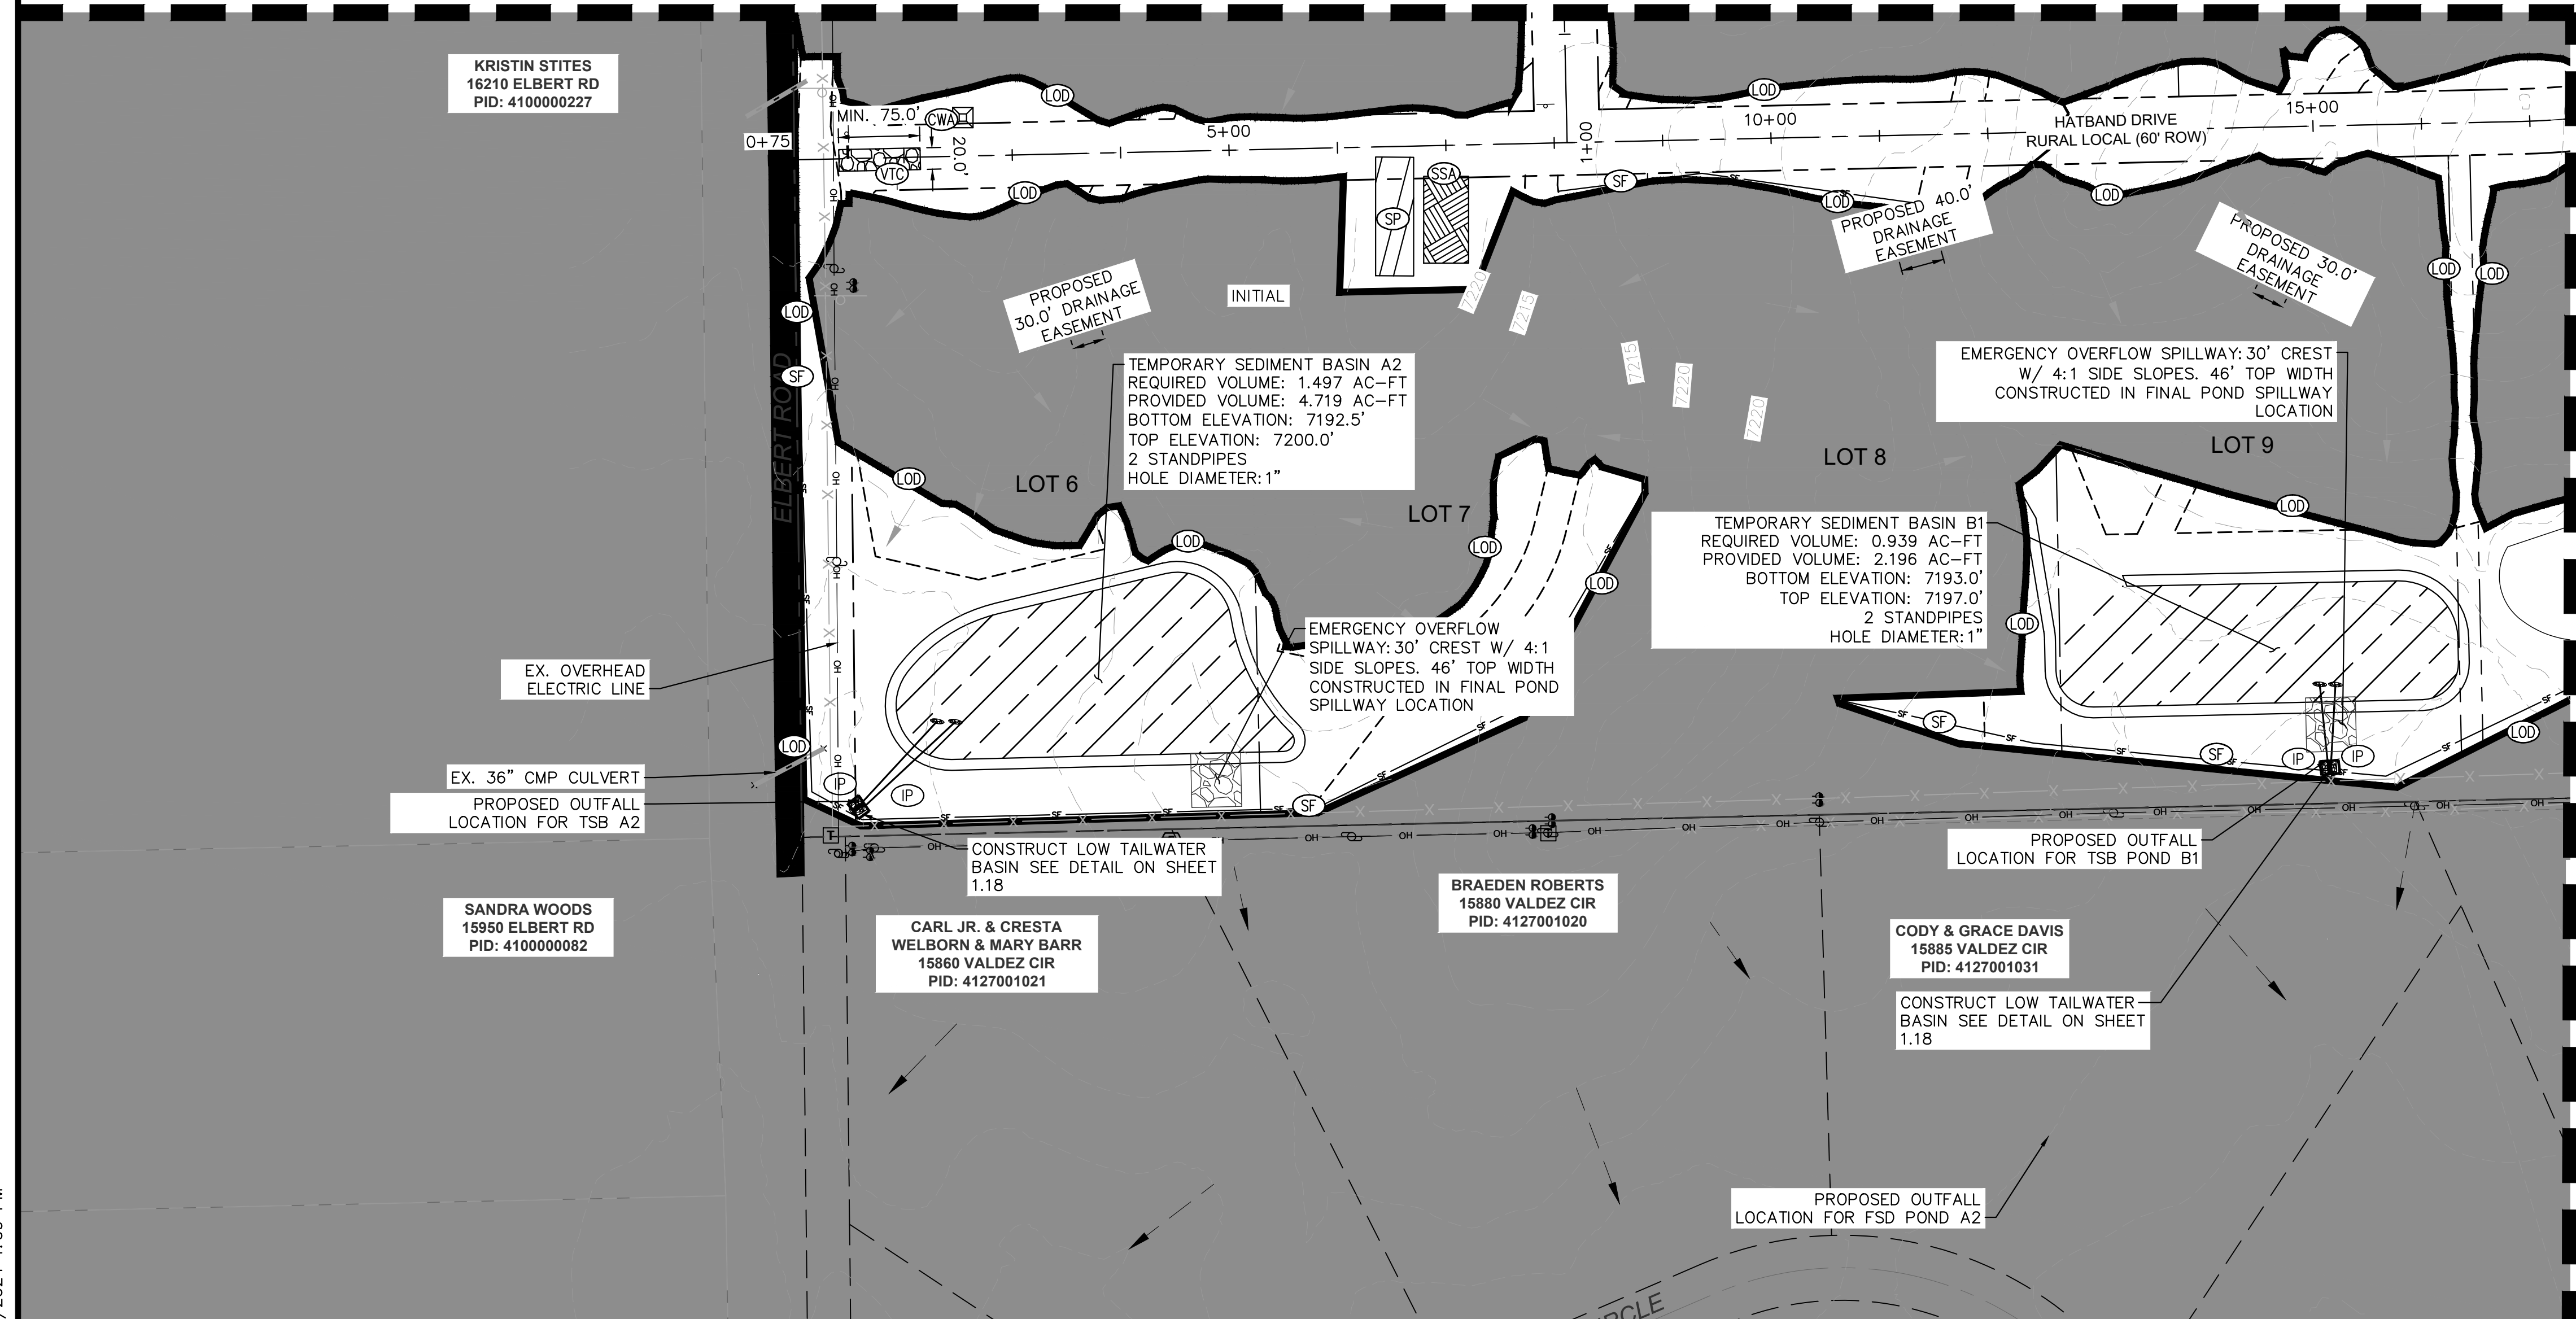 KRISTIN STITES
16210 ELBERT RD
PID: 4100000227
0+75
MIN. 75.0'
CWA
20.0'
VTC
LOD
LOD
5+00
SP
SSA
1+00
SF
LOD
10+00
LOD
HATBAND DRIVE
RURAL LOCAL (60' ROW)
15+00
LOD
LOD
LOD
PROPOSED 40.0'
DRAINAGE
EASEMENT
PROPOSED 30.0'
DRAINAGE
EASEMENT
PROPOSED
30.0' DRAINAGE
EASEMENT
INITIAL
7220
7215
7215
7220
7220
LOD
SF
ELBERT ROAD
OH
TEMPORARY SEDIMENT BASIN A2
REQUIRED VOLUME: 1.497 AC-FT
PROVIDED VOLUME: 4.719 AC-FT
BOTTOM ELEVATION: 7192.5'
TOP ELEVATION: 7200.0'
2 STANDPIPES
HOLE DIAMETER: 1"
EMERGENCY OVERFLOW SPILLWAY: 30' CREST
W/ 4:1 SIDE SLOPES. 46' TOP WIDTH
CONSTRUCTED IN FINAL POND SPILLWAY
LOCATION
LOT 6
LOT 7
LOT 8
LOT 9
LOD
LOD
LOD
LOD
LOD
LOD
TEMPORARY SEDIMENT BASIN B1
REQUIRED VOLUME: 0.939 AC-FT
PROVIDED VOLUME: 2.196 AC-FT
BOTTOM ELEVATION: 7193.0'
TOP ELEVATION: 7197.0'
2 STANDPIPES
HOLE DIAMETER: 1"
EMERGENCY OVERFLOW
SPILLWAY: 30' CREST W/ 4:1
SIDE SLOPES. 46' TOP WIDTH
CONSTRUCTED IN FINAL POND
SPILLWAY LOCATION
EX. OVERHEAD
ELECTRIC LINE
LOD
EX. 36" CMP CULVERT
PROPOSED OUTFALL
LOCATION FOR TSB A2
IP
IP
SF
SF
SF
IP
IP
LOD
T
OH
CONSTRUCT LOW TAILWATER
BASIN SEE DETAIL ON SHEET
1.18
PROPOSED OUTFALL
LOCATION FOR TSB POND B1
SANDRA WOODS
15950 ELBERT RD
PID: 4100000082
CARL JR. & CRESTA
WELBORN & MARY BARR
15860 VALDEZ CIR
PID: 4127001021
BRAEDEN ROBERTS
15880 VALDEZ CIR
PID: 4127001020
CODY & GRACE DAVIS
15885 VALDEZ CIR
PID: 4127001031
CONSTRUCT LOW TAILWATER
BASIN SEE DETAIL ON SHEET
1.18
PROPOSED OUTFALL
LOCATION FOR FSD POND A2